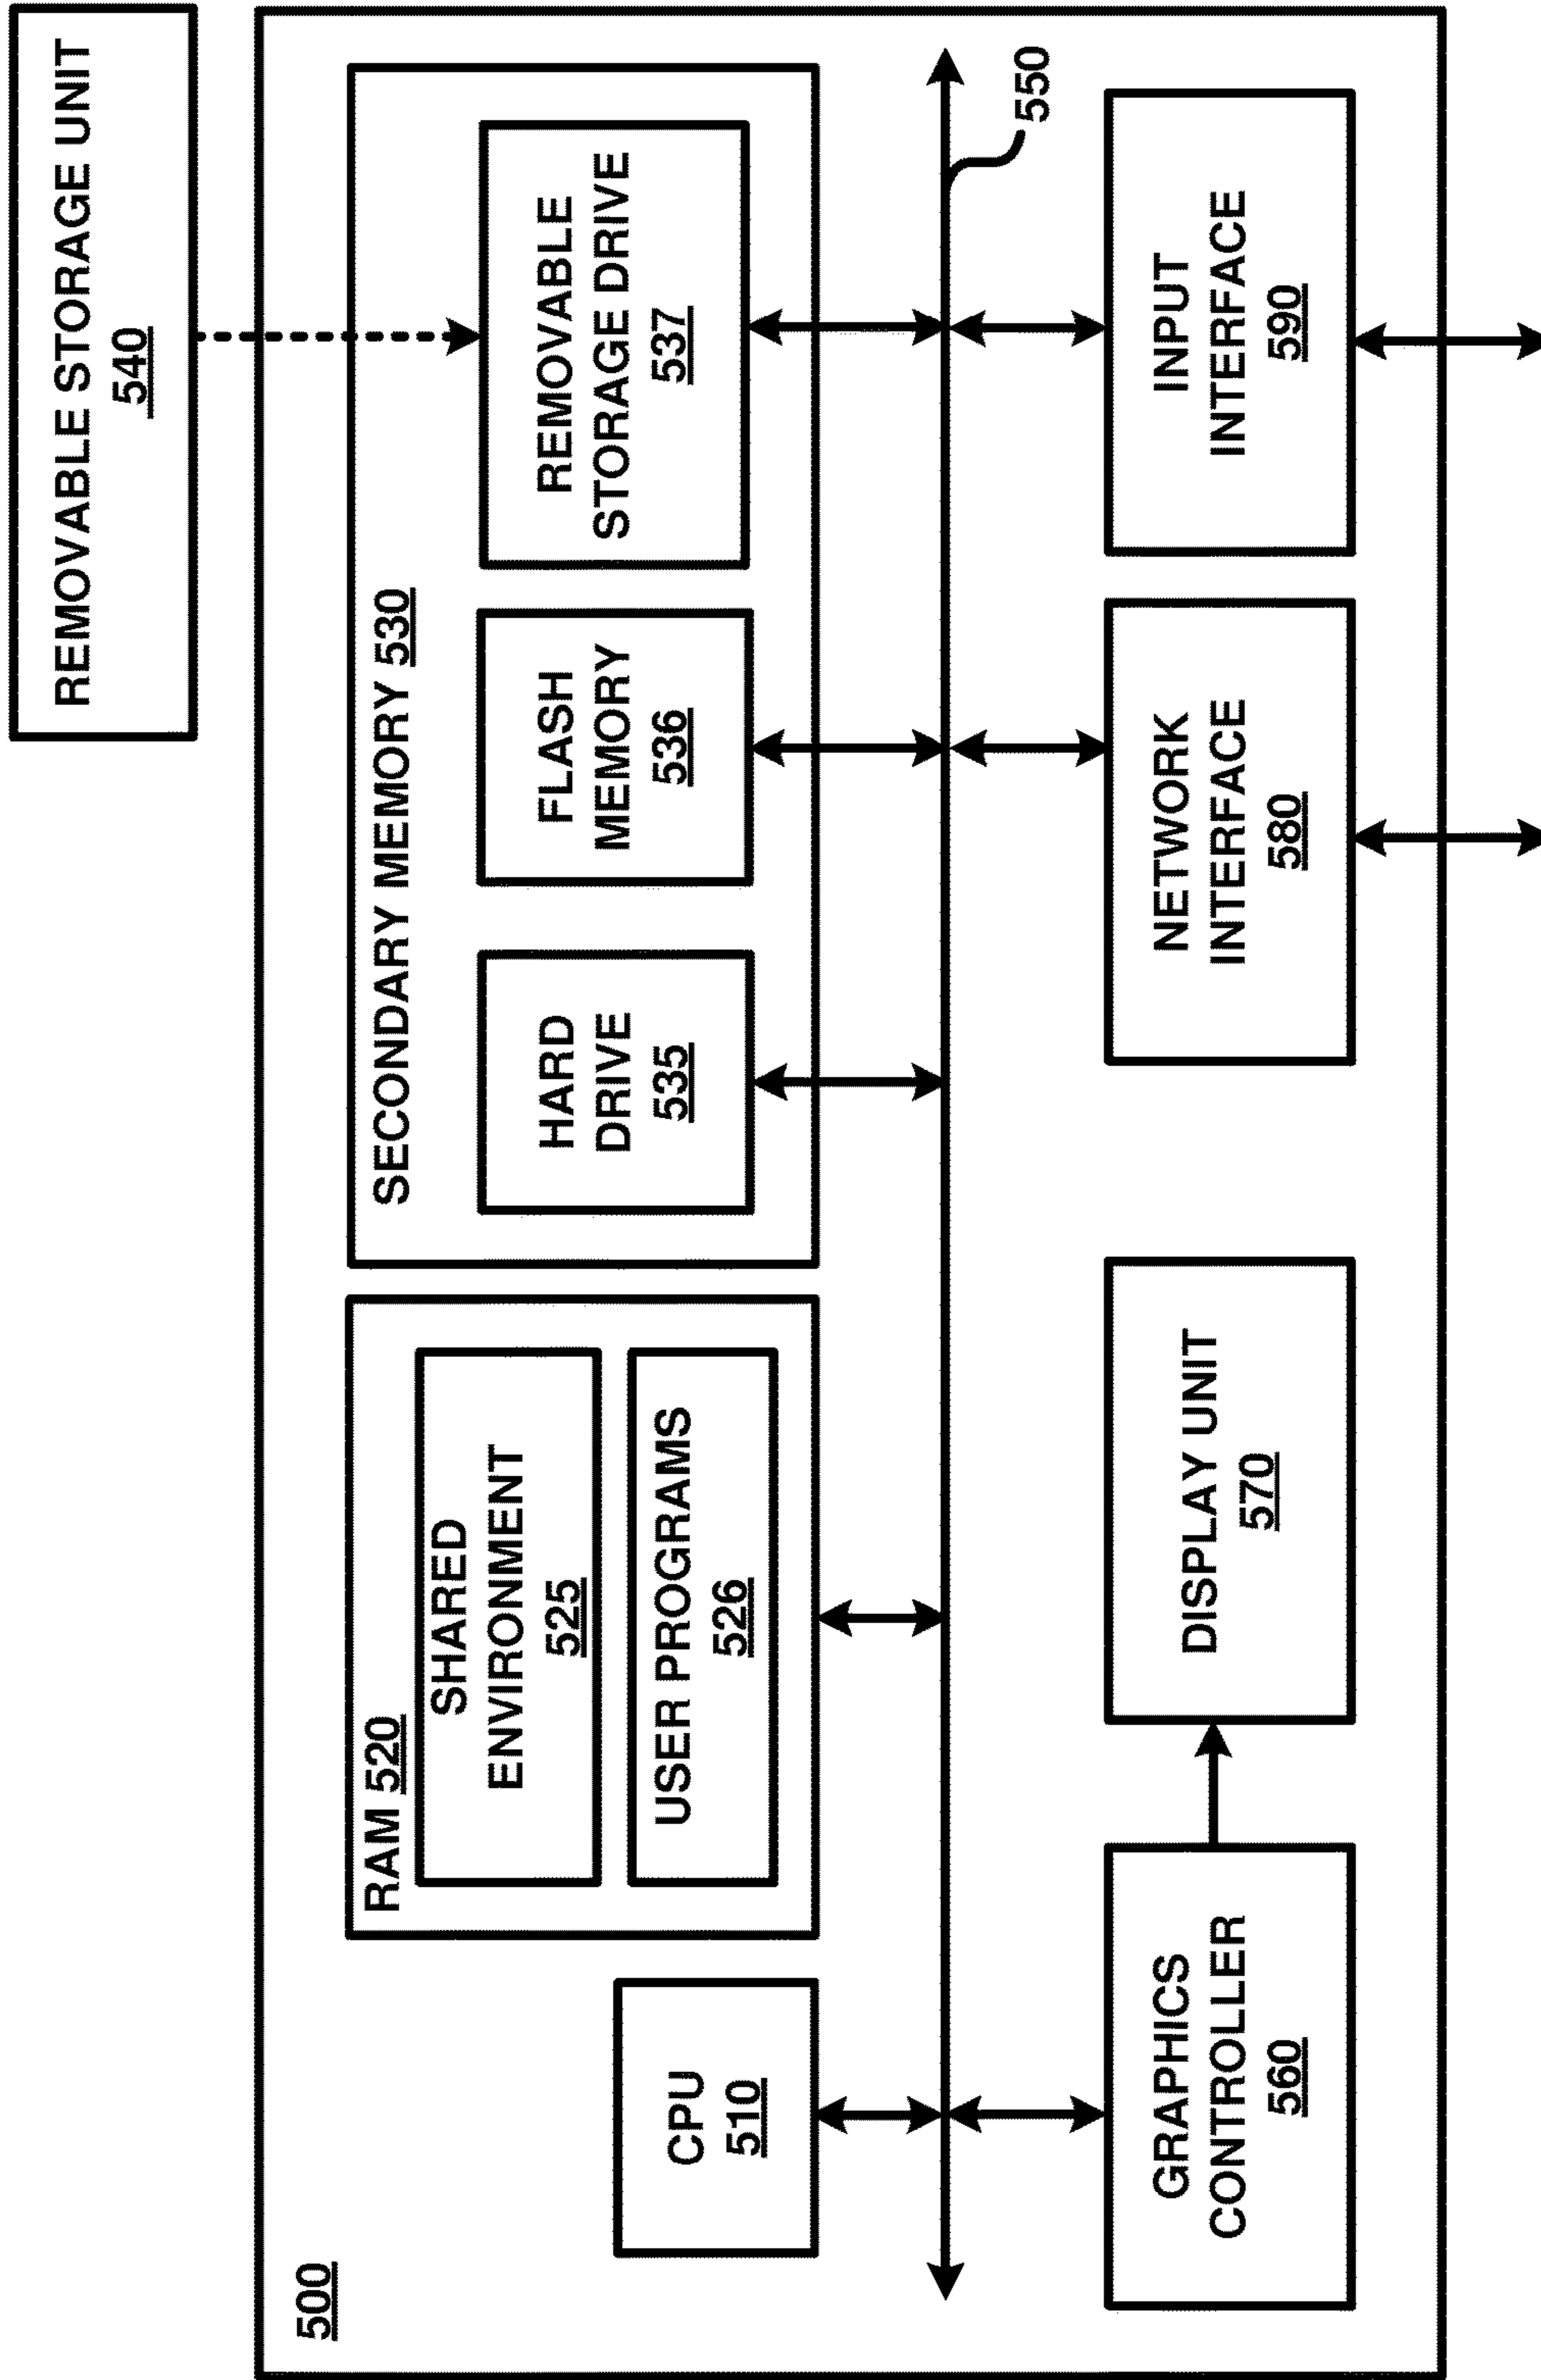 REMOVABLE STORAGE UNIT
540
500
CPU
510
RAM 520
SHARED
ENVIRONMENT
525
USER PROGRAMS
526
SECONDARY MEMORY 530
HARD
DRIVE
535
FLASH
MEMORY
536
REMOVABLE
STORAGE DRIVE
537
550
GRAPHICS
CONTROLLER
560
DISPLAY UNIT
570
NETWORK
INTERFACE
580
INPUT
INTERFACE
590